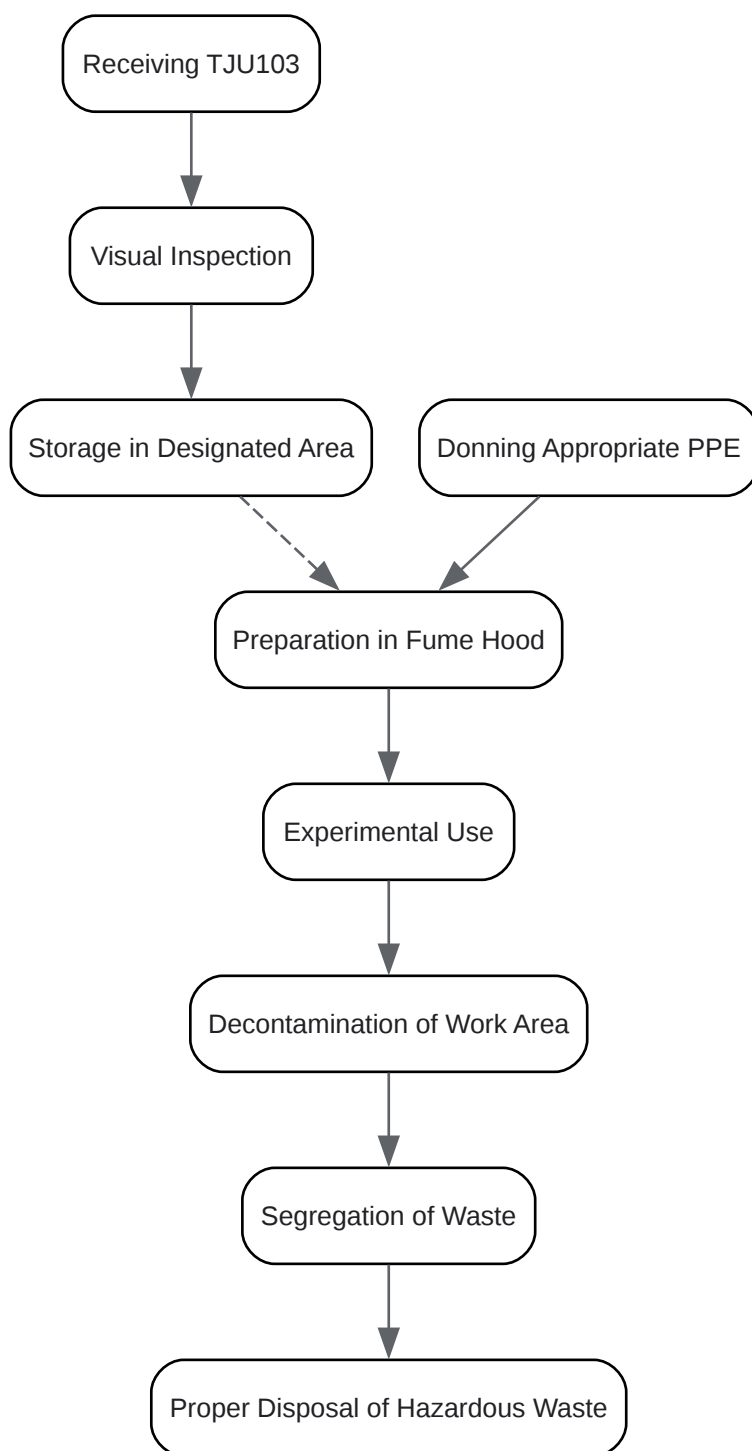 Receiving TJU103
Visual Inspection
Storage in Designated Area
Donning Appropriate PPE
Preparation in Fume Hood
Experimental Use
Decontamination of Work Area
Segregation of Waste
Proper Disposal of Hazardous Waste